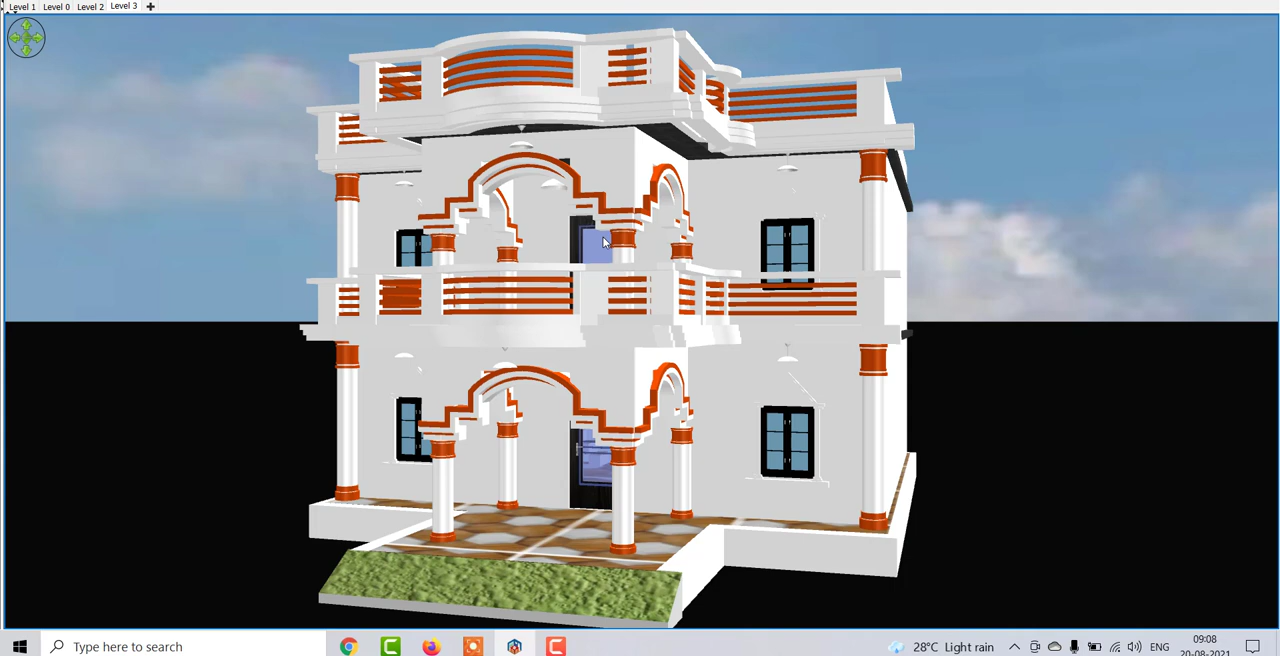 Level 1 Level 0 Level 2 Level 3
Type here to search
28°C Light rain
ENG
09:08
20-08-2021